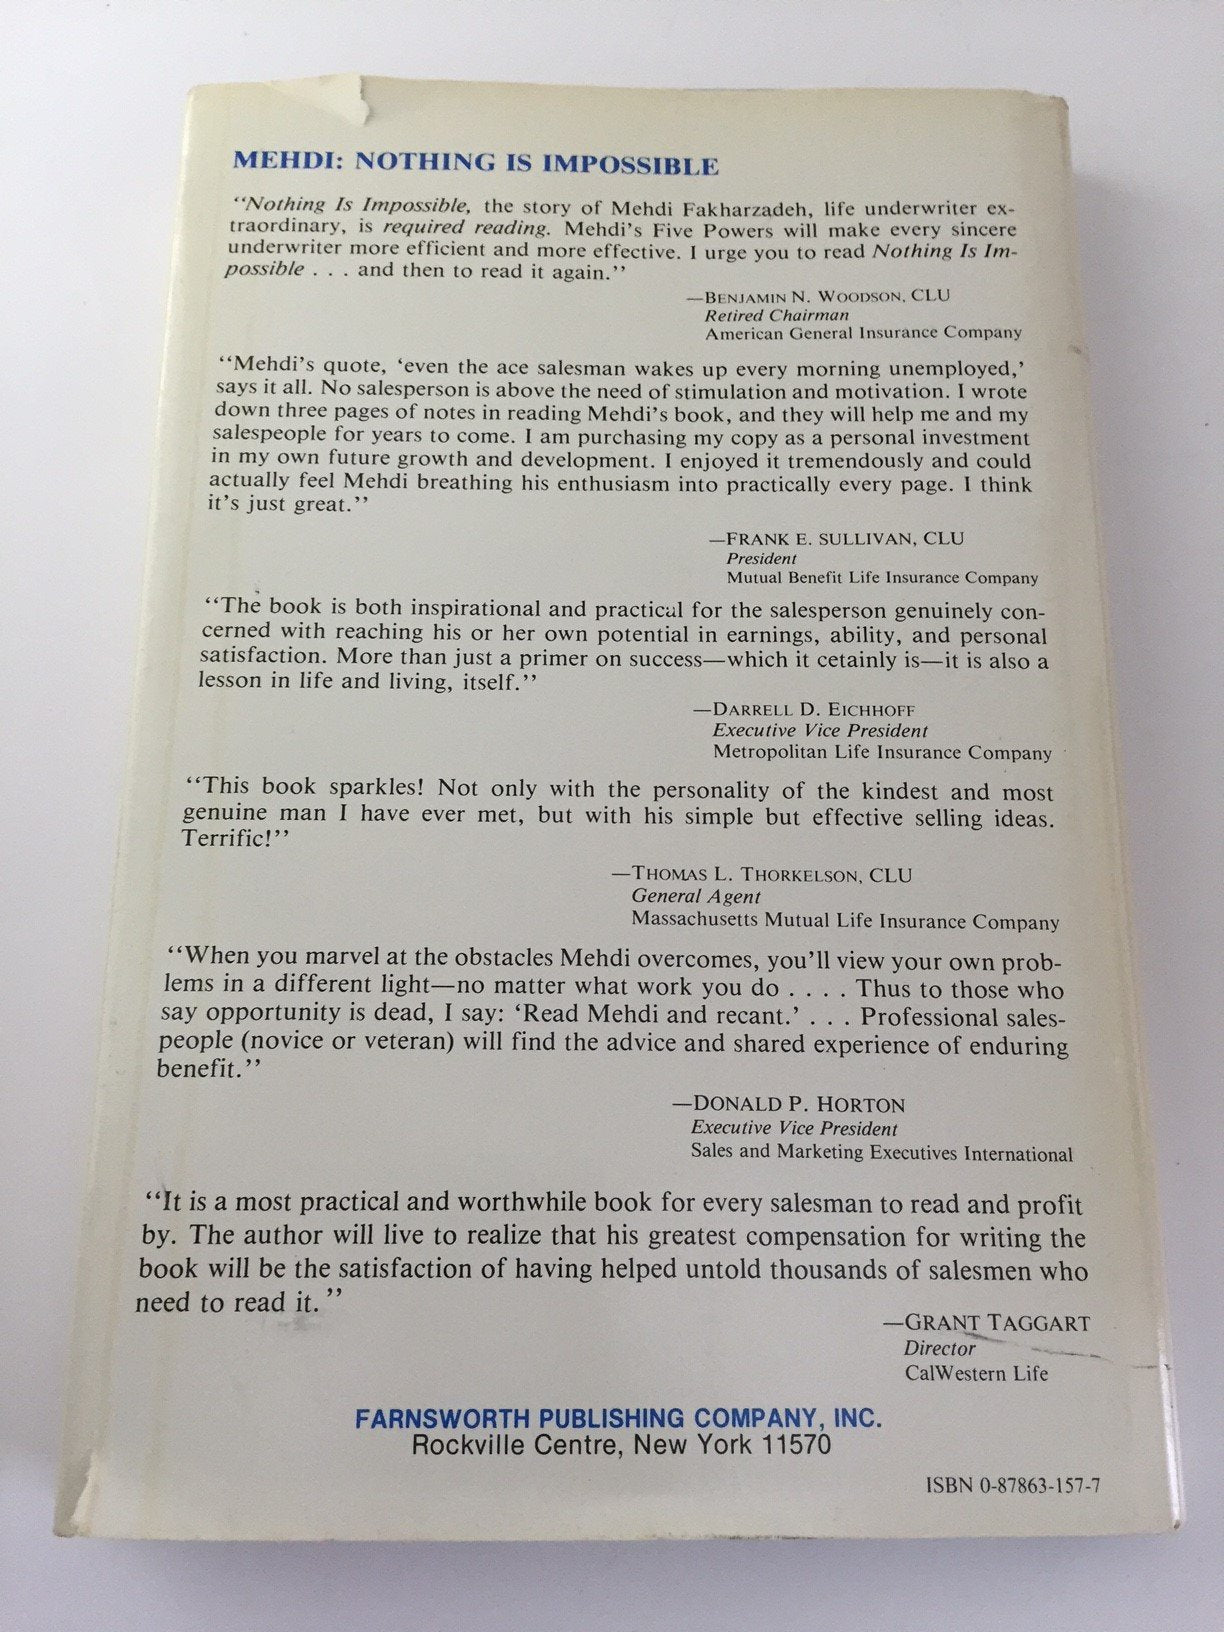 MEHDI: NOTHING IS IMPOSSIBLE
‘‘Nothing Is Impossible, the story of Mehdi Fakharzadeh, life underwriter ex-
traordinary, is required reading. Mehdi’s Five Powers will make every sincere
underwriter more efficient and more effective. I urge you to read Nothing Is Im-
possible . . . and then to read it again.’’
—BENJAMIN N. WOODSON, CLU
Retired Chairman
American General Insurance Company
‘‘Mehdi’s quote, ‘even the ace salesman wakes up every morning unemployed,’
says it all. No salesperson is above the need of stimulation and motivation. I wrote
down three pages of notes in reading Mehdi’s book, and they will help me and my
salespeople for years to come. I am purchasing my copy as a personal investment
in my own future growth and development. I enjoyed it tremendously and could
actually feel Mehdi breathing his enthusiasm into practically every page. I think
it’s just great.’’
—FRANK E. SULLIVAN, CLU
President
Mutual Benefit Life Insurance Company
‘‘The book is both inspirational and practical for the salesperson genuinely con-
cerned with reaching his or her own potential in earnings, ability, and personal
satisfaction. More than just a primer on success—which it cetainly is—it is also a
lesson in life and living, itself.’’
—DARRELL D. EICHHOFF
Executive Vice President
Metropolitan Life Insurance Company
‘‘This book sparkles! Not only with the personality of the kindest and most
genuine man I have ever met, but with his simple but effective selling ideas.
Terrific!’’
—THOMAS L. THORKELSON, CLU
General Agent
Massachusetts Mutual Life Insurance Company
‘‘When you marvel at the obstacles Mehdi overcomes, you’ll view your own prob-
lems in a different light—no matter what work you do . . . . Thus to those who
say opportunity is dead, I say: ‘Read Mehdi and recant.’ . . . Professional sales-
people (novice or veteran) will find the advice and shared experience of enduring
benefit.’’
—DONALD P. HORTON
Executive Vice President
Sales and Marketing Executives International
‘‘It is a most practical and worthwhile book for every salesman to read and profit
by. The author will live to realize that his greatest compensation for writing the
book will be the satisfaction of having helped untold thousands of salesmen who
need to read it.’’
—GRANT TAGGART
Director
CalWestern Life
FARNSWORTH PUBLISHING COMPANY, INC.
Rockville Centre, New York 11570
ISBN 0-87863-157-7